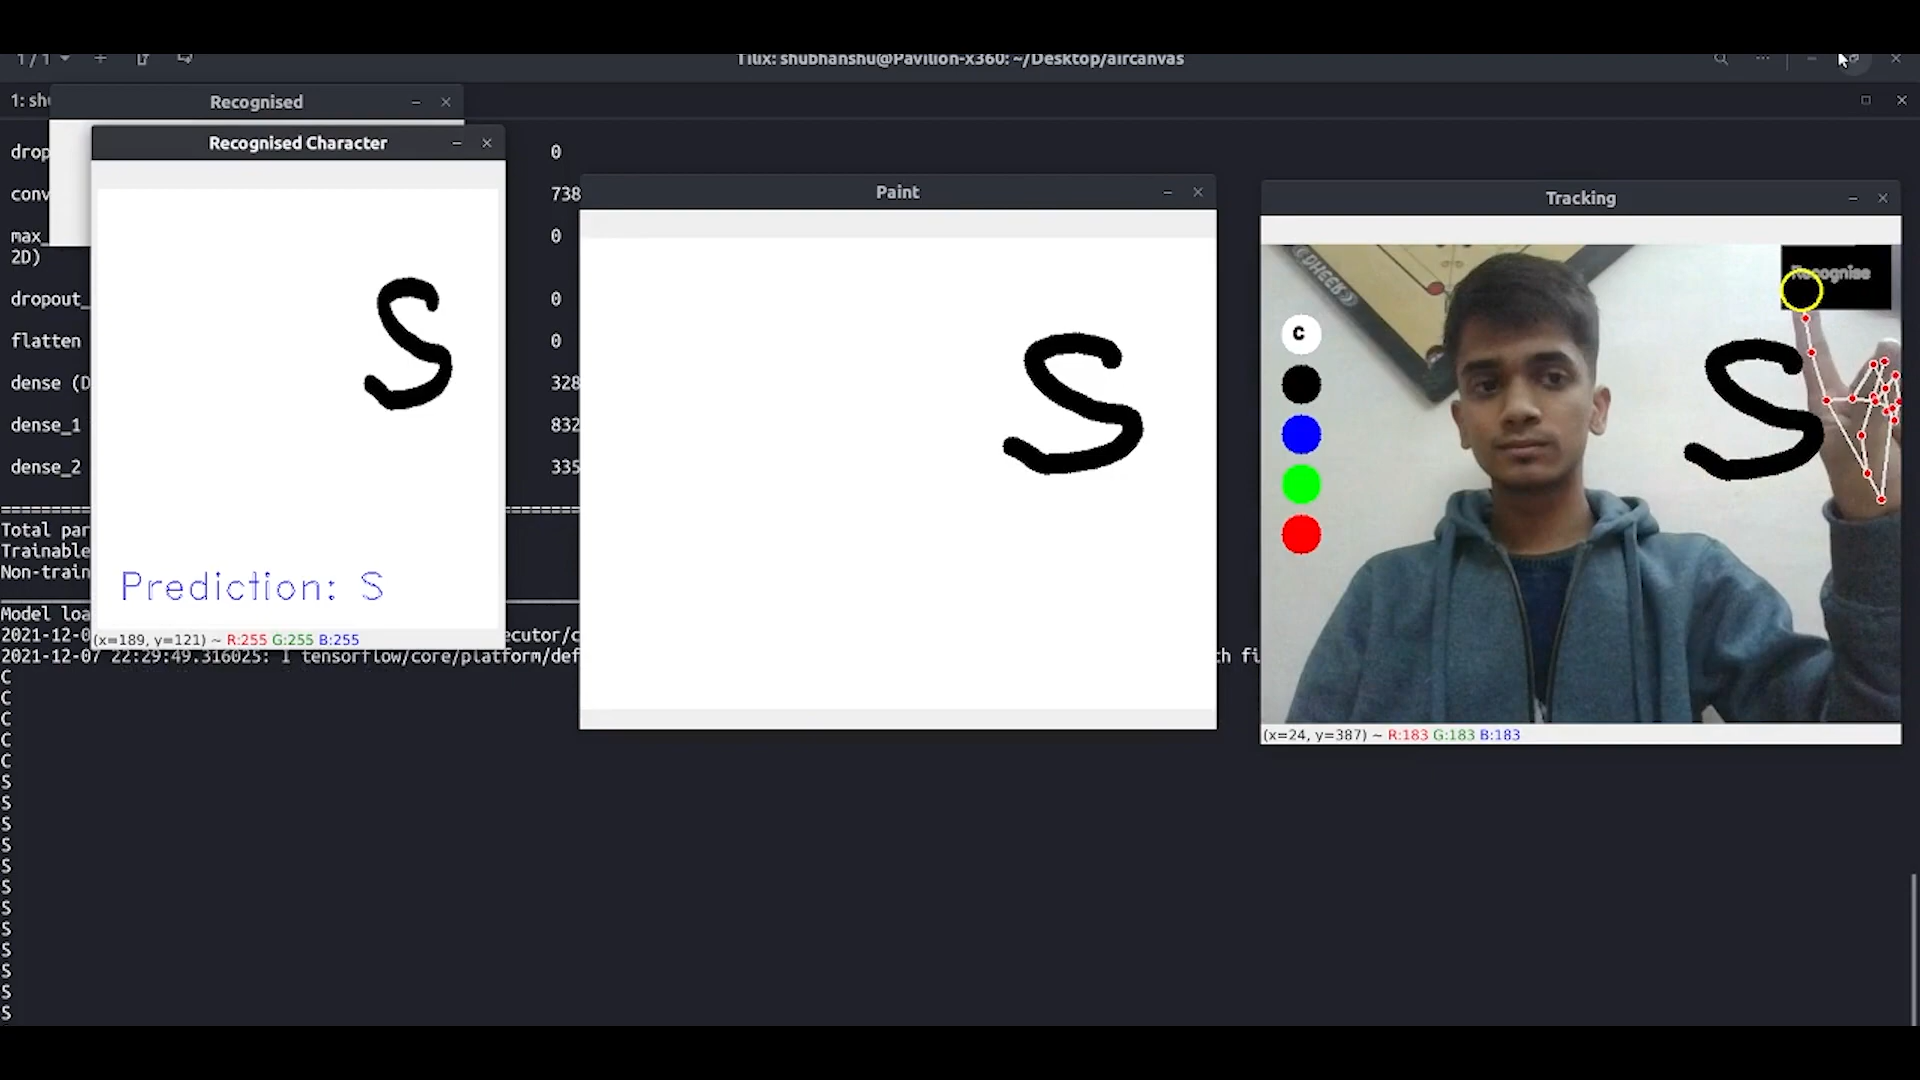 1 / 1
Tilix: shubhanshu@Pavilion-x360: ~/Desktop/aircanvas
1: sh
Recognised
Recognised Character
drop
0
conv
738
max_
0
2D)
dropout_
0
flatten
0
dense (D
328
dense_1
832
dense_2
335
Total par
Trainable
Non-train
Model loa
2021-12-0
ecutor/c
2021-12-07 22:29:49.316025: I tensorflow/core/platform/def
th fi
C
C
C
C
C
S
S
S
S
S
S
S
S
S
S
S
S
S
Prediction: S
(x=189, y=121) ~ R:255 G:255 B:255
Paint
S
Tracking
DHEER
Recognise
C
S
(x=24, y=387) ~ R:183 G:183 B:183